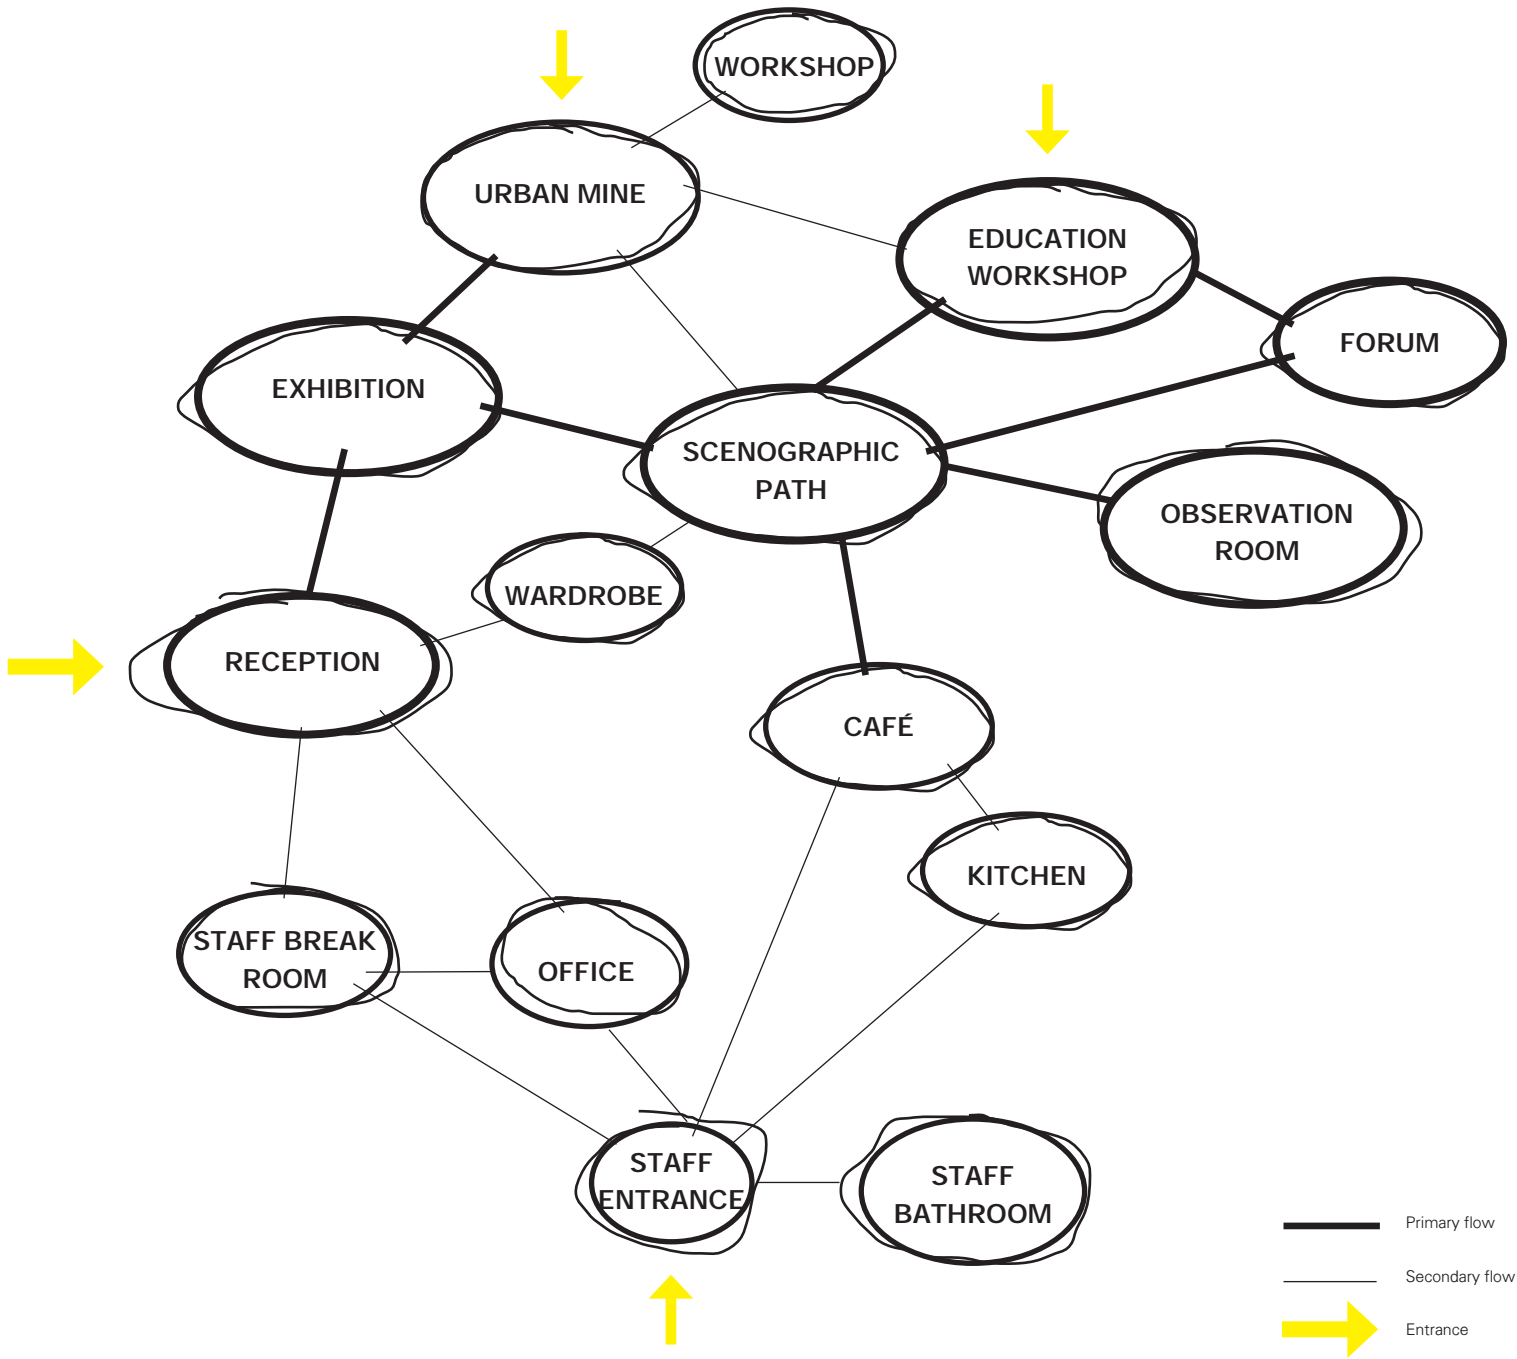 WORKSHOP
URBAN MINE
EDUCATION
WORKSHOP
FORUM
EXHIBITION
SCENOGRAPHIC
PATH
OBSERVATION
ROOM
WARDROBE
RECEPTION
CAFÉ
KITCHEN
STAFF BREAK
ROOM
OFFICE
STAFF
ENTRANCE
STAFF
BATHROOM
Primary flow
Secondary flow
Entrance